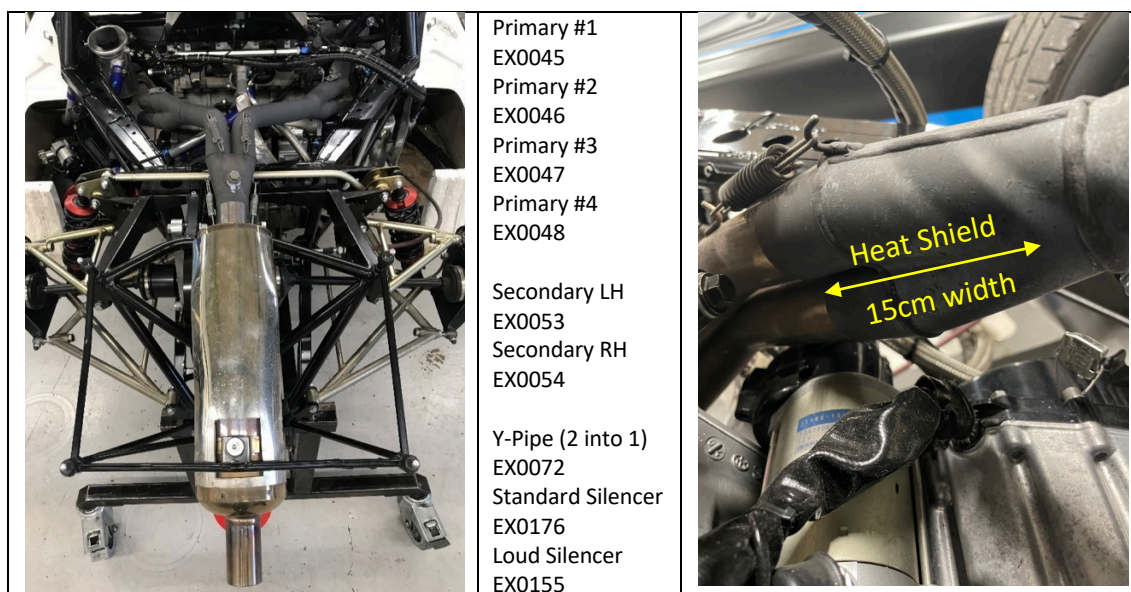 Primary #1
EX0045
Primary #2
EX0046
Primary #3
EX0047
Primary #4
EX0048
Secondary LH
EX0053
Secondary RH
EX0054
Y-Pipe (2 into 1)
EX0072
Standard Silencer
EX0176
Loud Silencer
EX0155
Heat Shield
15cm width